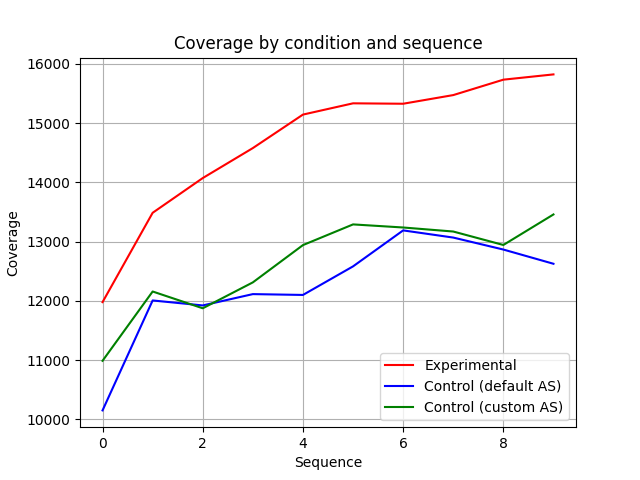 Coverage by condition and sequence
Coverage
16000
15000
14000
13000
12000
11000
10000
0 2 4 6 8
Sequence
Experimental
Control (default AS)
Control (custom AS)